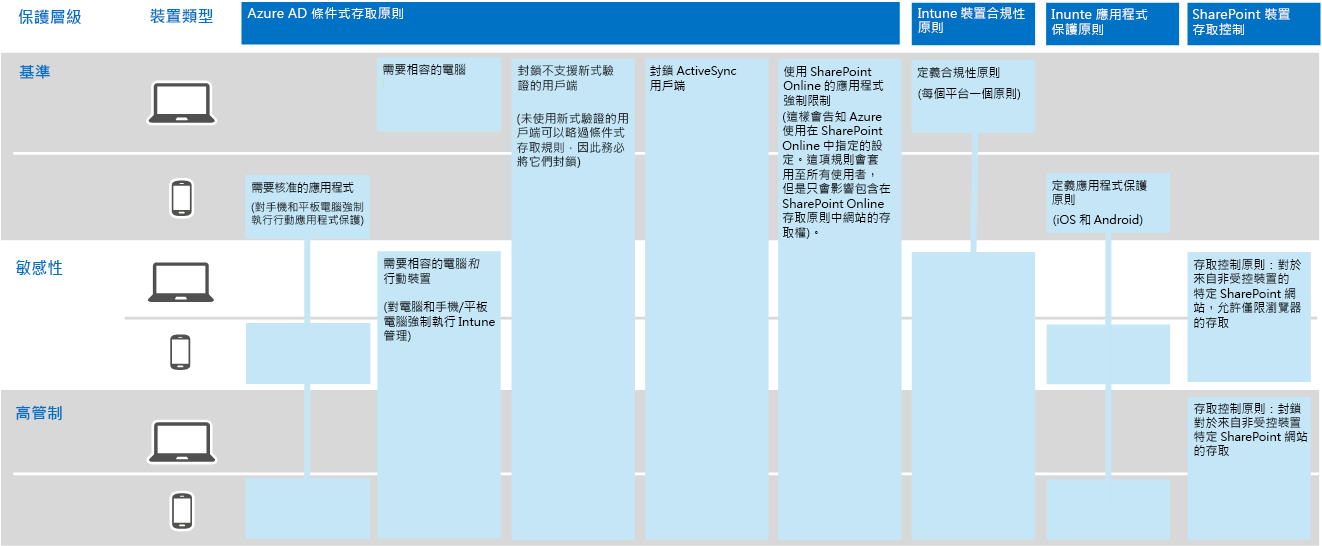 保護層級
裝置類型
Azure AD 條件式存取原則
Intune 裝置合規性
原則
Inunte 應用程式
保護原則
SharePoint 裝置
存取控制
基準
需要相容的電腦
封鎖不支援新式驗
證的用戶端
(未使用新式驗證的用
戶端可以略過條件式
存取規則，因此務必
將它們封鎖)
封鎖 ActiveSync
用戶端
使用 SharePoint
Online 的應用程式
強制限制
(這樣會告知 Azure
使用在 SharePoint
Online 中指定的設
定。這項規則會套
用至所有使用者，
但是只會影響包含在
SharePoint Online
存取原則中網站的存
取權)。
定義合規性原則
(每個平台一個原則)
需要核准的應用程式
(對手機和平板電腦強制
執行行動應用程式保護)
定義應用程式保護
原則
(iOS 和 Android)
敏感性
需要相容的電腦和
行動裝置
(對電腦和手機/平板
電腦強制執行 Intune
管理)
存取控制原則：對於
來自非受控裝置的
特定 SharePoint 網
站，允許僅限瀏覽器
的存取
高管制
存取控制原則：封鎖
對於來自非受控裝置
特定 SharePoint 網站
的存取